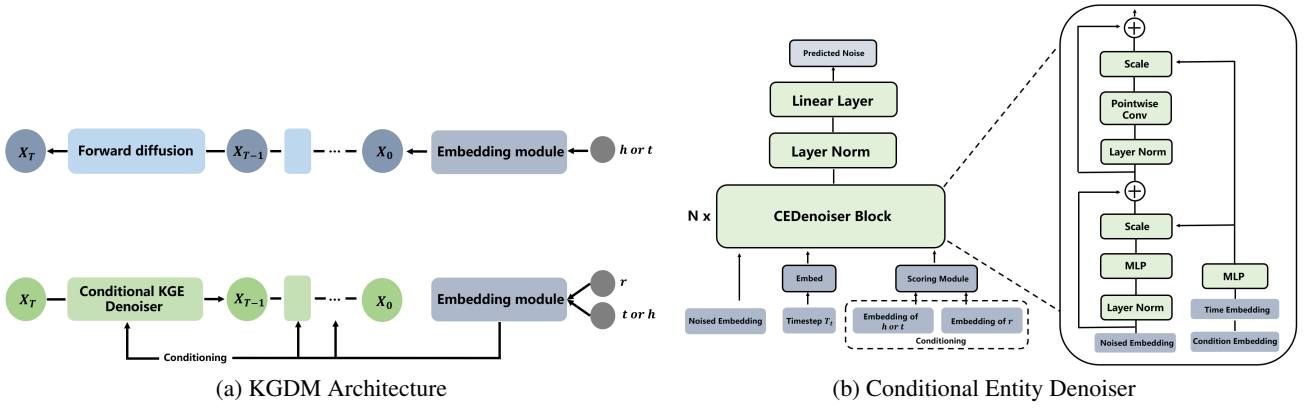 X_T
Forward diffusion
X_{T-1}
...
X_0
Embedding module
h or t
X_T
Conditional KGE
Denoiser
X_{T-1}
...
X_0
Embedding module
r
t or h
Conditioning
(a) KGDM Architecture
Predicted Noise
Linear Layer
Layer Norm
N x
CEDenoiser Block
Embed
Scoring Module
Noised Embedding
Timestep T_t
Embedding of
h or t
Embedding of r
Conditioning
+
Scale
Pointwise
Conv
Layer Norm
+
Scale
MLP
MLP
Layer Norm
Time Embedding
Noised Embedding
Condition Embedding
(b) Conditional Entity Denoiser